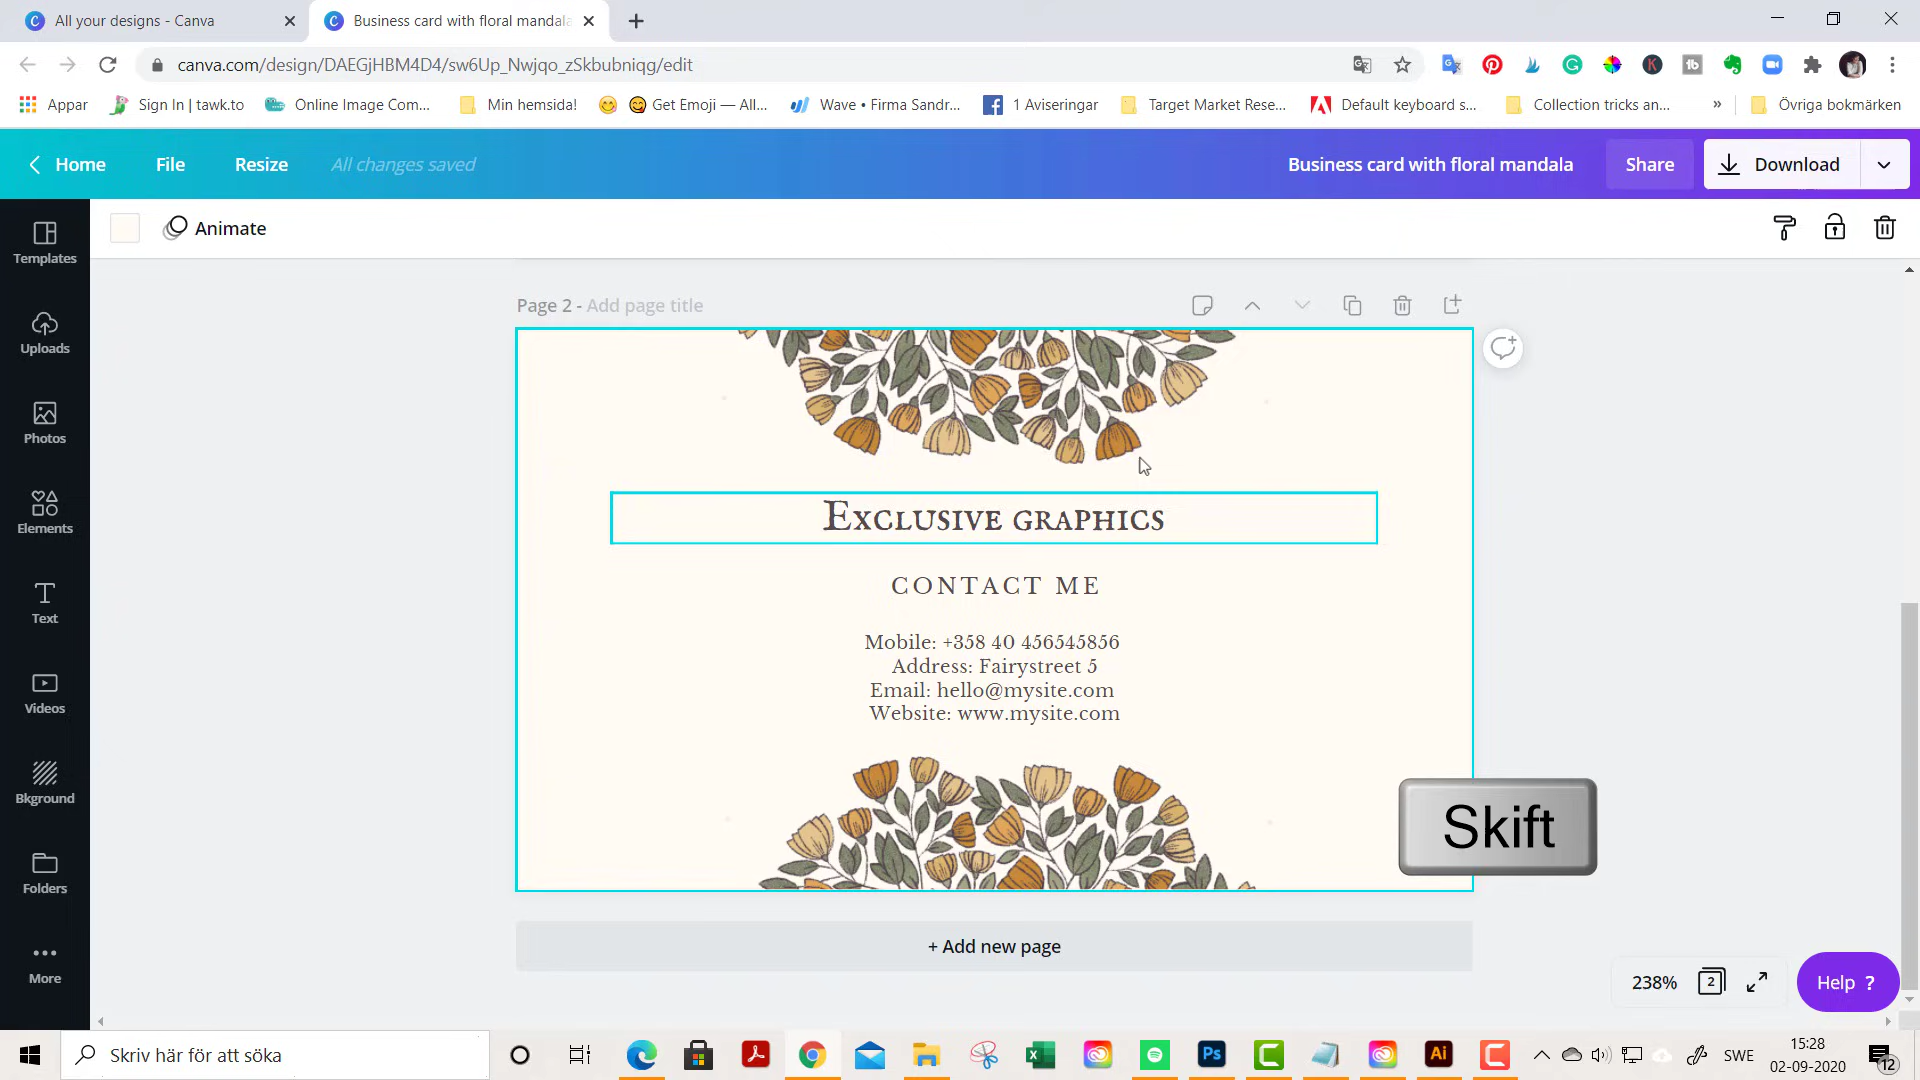 All your designs - Canva
Business card with floral mandala
canva.com/design/DAEGjHBM4D4/sw6Up_Nwjqo_zSkbubniqg/edit
Appar
Sign In | tawk.to
Online Image Com...
Min hemsida!
Get Emoji — All...
Wave • Firma Sandr...
1 Aviseringar
Target Market Rese...
Default keyboard s...
Collection tricks an...
»
Övriga bokmärken
Home
File
Resize
All changes saved
Business card with floral mandala
Share
Download
Templates
Uploads
Photos
Elements
Text
Videos
Bkground
Folders
More
Animate
Page 2 - Add page title
Exclusive graphics
CONTACT ME
Mobile: +358 40 456545856
Address: Fairystreet 5
Email: hello@mysite.com
Website: www.mysite.com
Skift
+ Add new page
238%
2
Help ?
Skriv här för att söka
SWE
15:28
02-09-2020
12